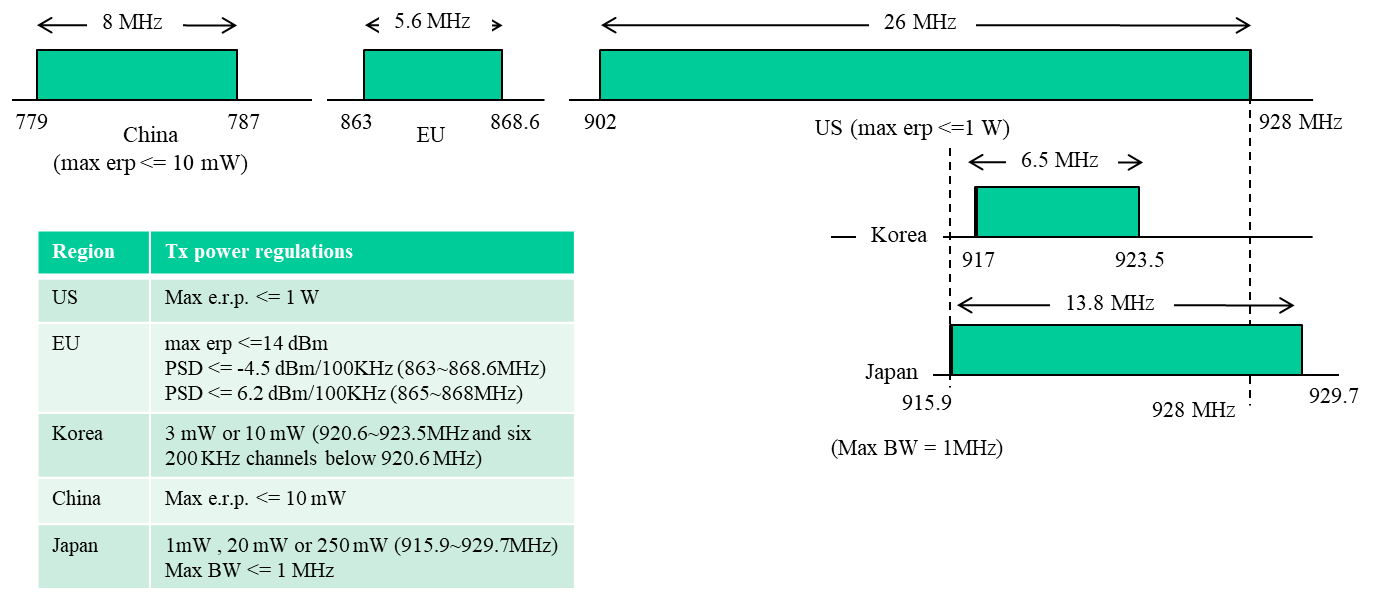 8 MHz
5.6 MHz
26 MHz
779
787
China
(max erp <= 10 mW)
863
868.6
EU
902
US (max erp <=1 W)
928 MHz
6.5 MHz
Korea
917
923.5
13.8 MHz
Japan
915.9
928 MHz
929.7
(Max BW = 1MHz)
Region Tx power regulations
US Max e.r.p. <= 1 W
EU max erp <=14 dBm
PSD <= -4.5 dBm/100KHz (863~868.6MHz)
PSD <= 6.2 dBm/100KHz (865~868MHz)
Korea 3 mW or 10 mW (920.6~923.5MHz and six
200 KHz channels below 920.6 MHz)
China Max e.r.p. <= 10 mW
Japan 1mW , 20 mW or 250 mW (915.9~929.7MHz)
Max BW <= 1 MHz